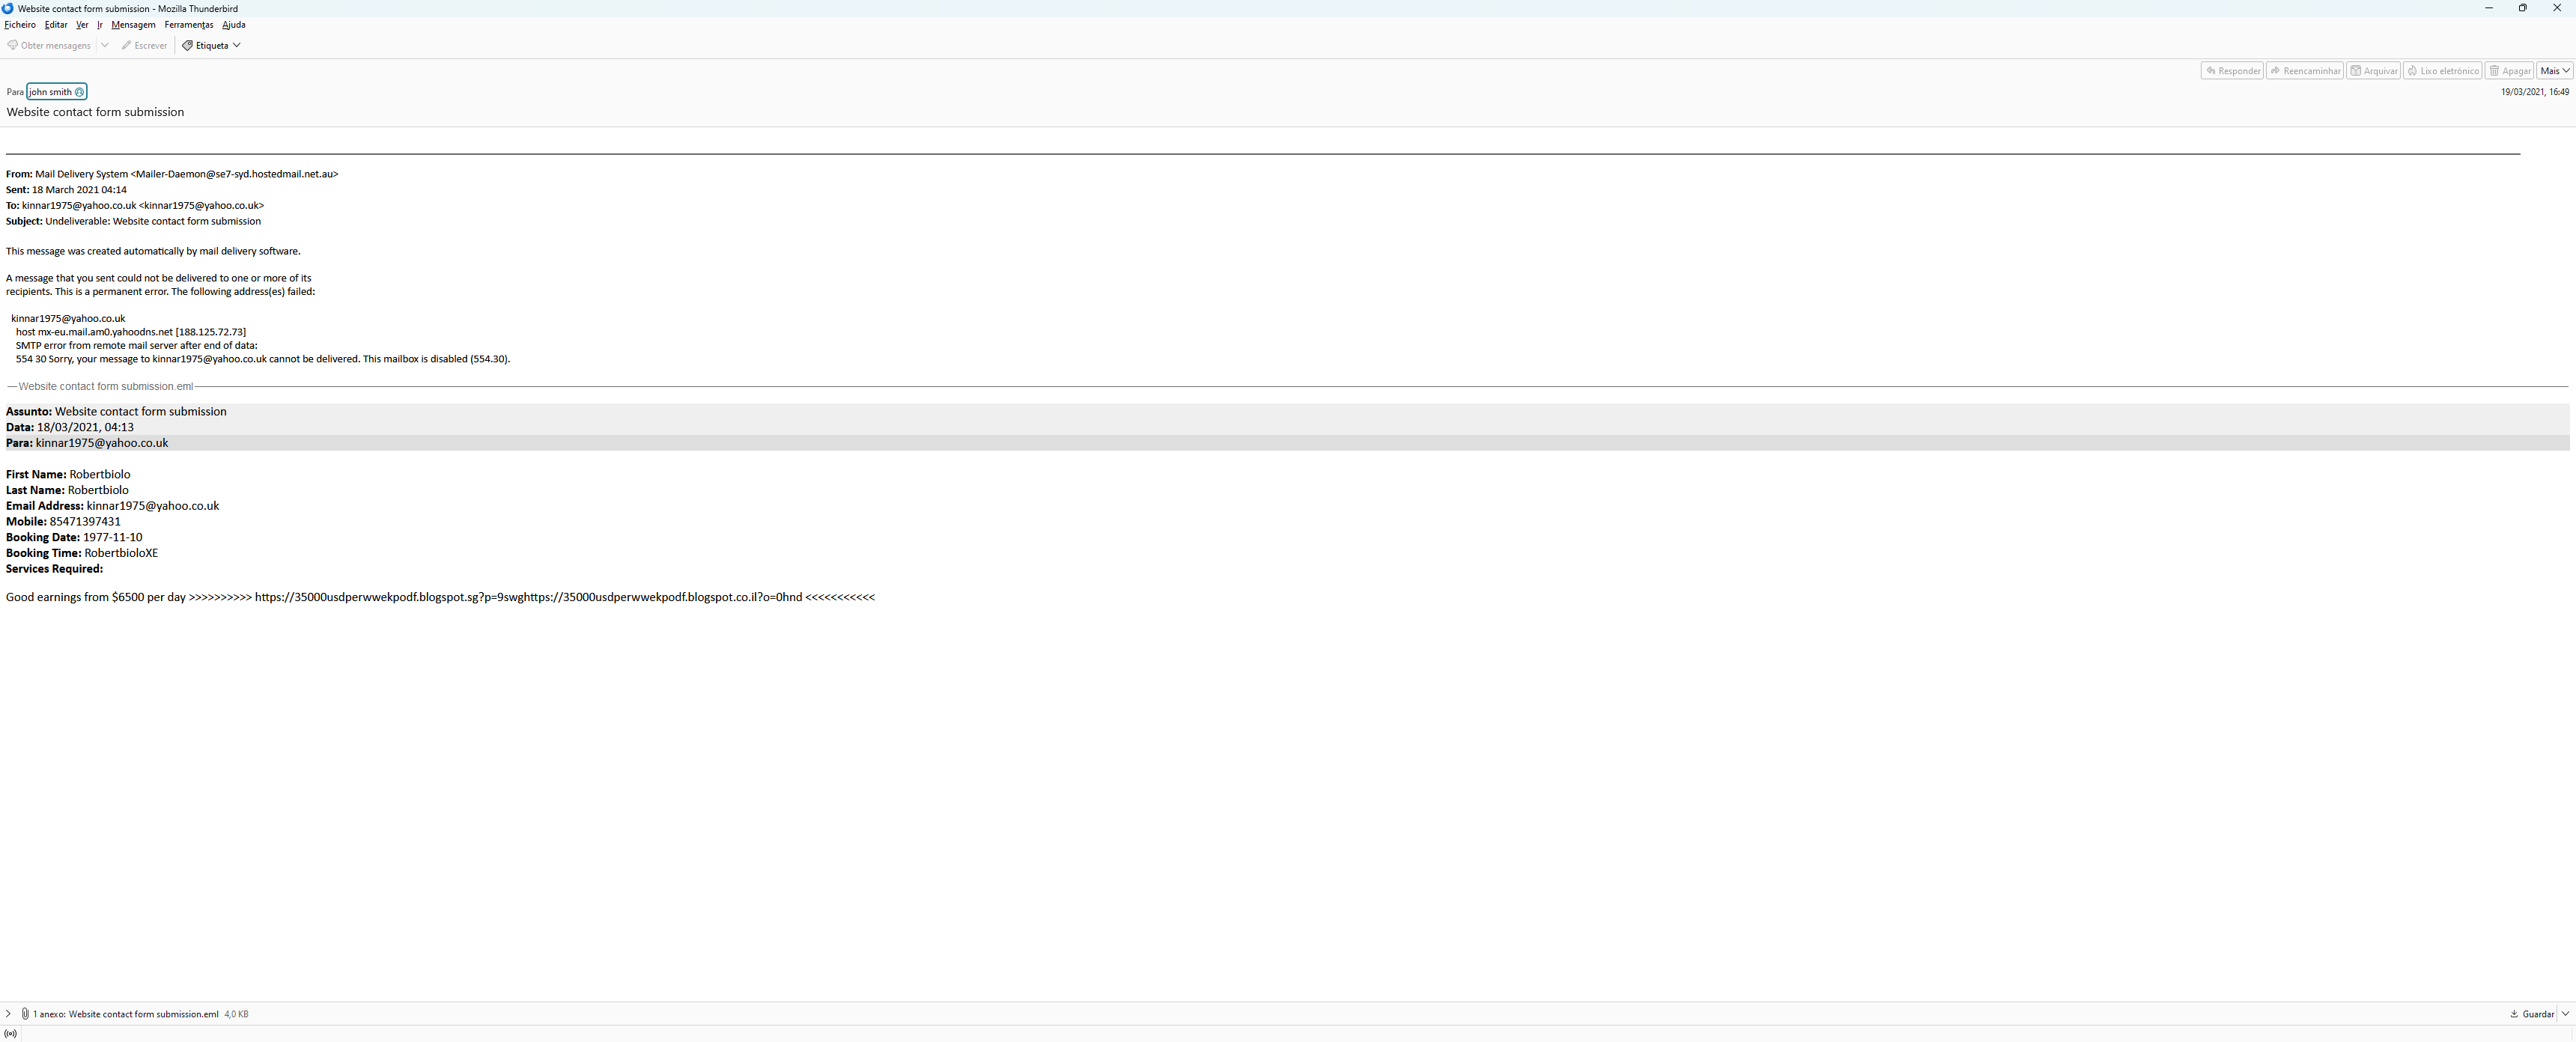 Website contact form submission - Mozilla Thunderbird
Ficheiro Editar Ver Ir Mensagem Ferramentas Ajuda
Obter mensagens Escrever Etiqueta
Responder Reencaminhar Arquivar Lixo eletrónico Apagar Mais
Para john smith 19/03/2021, 16:49
Website contact form submission
From: Mail Delivery System <Mailer-Daemon@se7-syd.hostedmail.net.au>
Sent: 18 March 2021 04:14
To: kinnar1975@yahoo.co.uk <kinnar1975@yahoo.co.uk>
Subject: Undeliverable: Website contact form submission
This message was created automatically by mail delivery software.
A message that you sent could not be delivered to one or more of its
recipients. This is a permanent error. The following address(es) failed:
kinnar1975@yahoo.co.uk
host mx-eu.mail.am0.yahoodns.net [188.125.72.73]
SMTP error from remote mail server after end of data:
554 30 Sorry, your message to kinnar1975@yahoo.co.uk cannot be delivered. This mailbox is disabled (554.30).
Website contact form submission.eml
Assunto: Website contact form submission
Data: 18/03/2021, 04:13
Para: kinnar1975@yahoo.co.uk
First Name: Robertbiolo
Last Name: Robertbiolo
Email Address: kinnar1975@yahoo.co.uk
Mobile: 85471397431
Booking Date: 1977-11-10
Booking Time: RobertbioloXE
Services Required:
Good earnings from $6500 per day >>>>>>>>>> https://35000usdperwwekpodf.blogspot.sg?p=9swghttps://35000usdperwwekpodf.blogspot.co.il?o=0hnd <<<<<<<<<<<
1 anexo: Website contact form submission.eml 4,0 KB Guardar